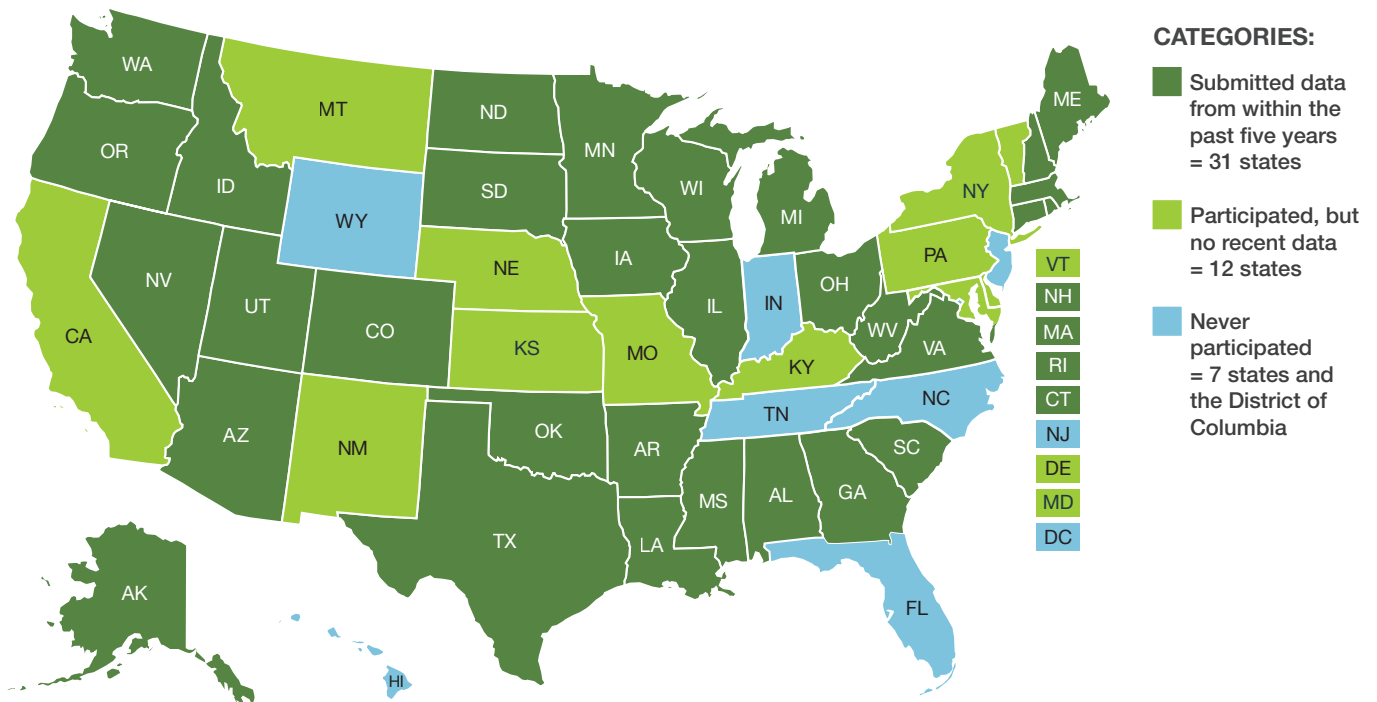 WA
MT
ND
MN
ME
OR
ID
SD
WI
MI
NY
WY
NV
UT
CO
NE
IA
IL
IN
OH
PA
CA
KS
MO
KY
WV
VA
AZ
NM
OK
AR
TN
NC
SC
TX
LA
MS
AL
GA
FL
AK
HI
VT
NH
MA
RI
CT
NJ
DE
MD
DC
CATEGORIES:
Submitted data
from within the
past five years
= 31 states
Participated, but
no recent data
= 12 states
Never
participated
= 7 states and
the District of
Columbia